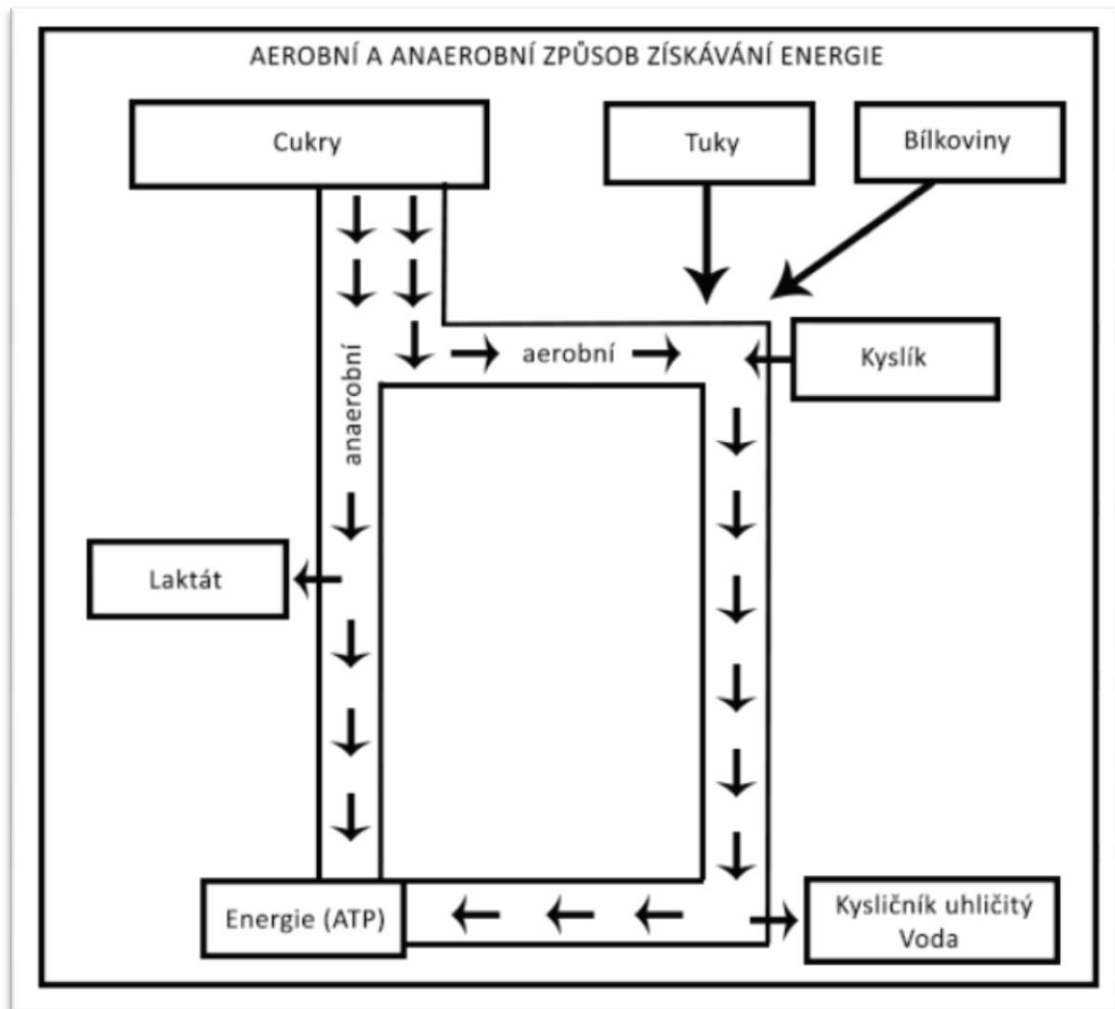 AEROBNÍ A ANAEROBNÍ ZPŮSOB ZÍSKÁVÁNÍ ENERGIE
Cukry
Tuky
Bílkoviny
anaerobní
aerobní
Kyslík
Laktát
Energie (ATP)
Kysličník uhličitý
Voda